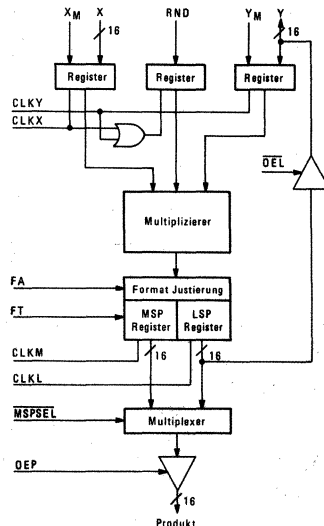 X_M X RND Y_M Y
16 16
Register Register Register
CLKY
CLKX
OEL
Multiplizierer
FA
Format Justierung
FT
MSP Register
LSP Register
CLKM
16 16
CLKL
MSPSEL
Multiplexer
OEP
16
Produkt